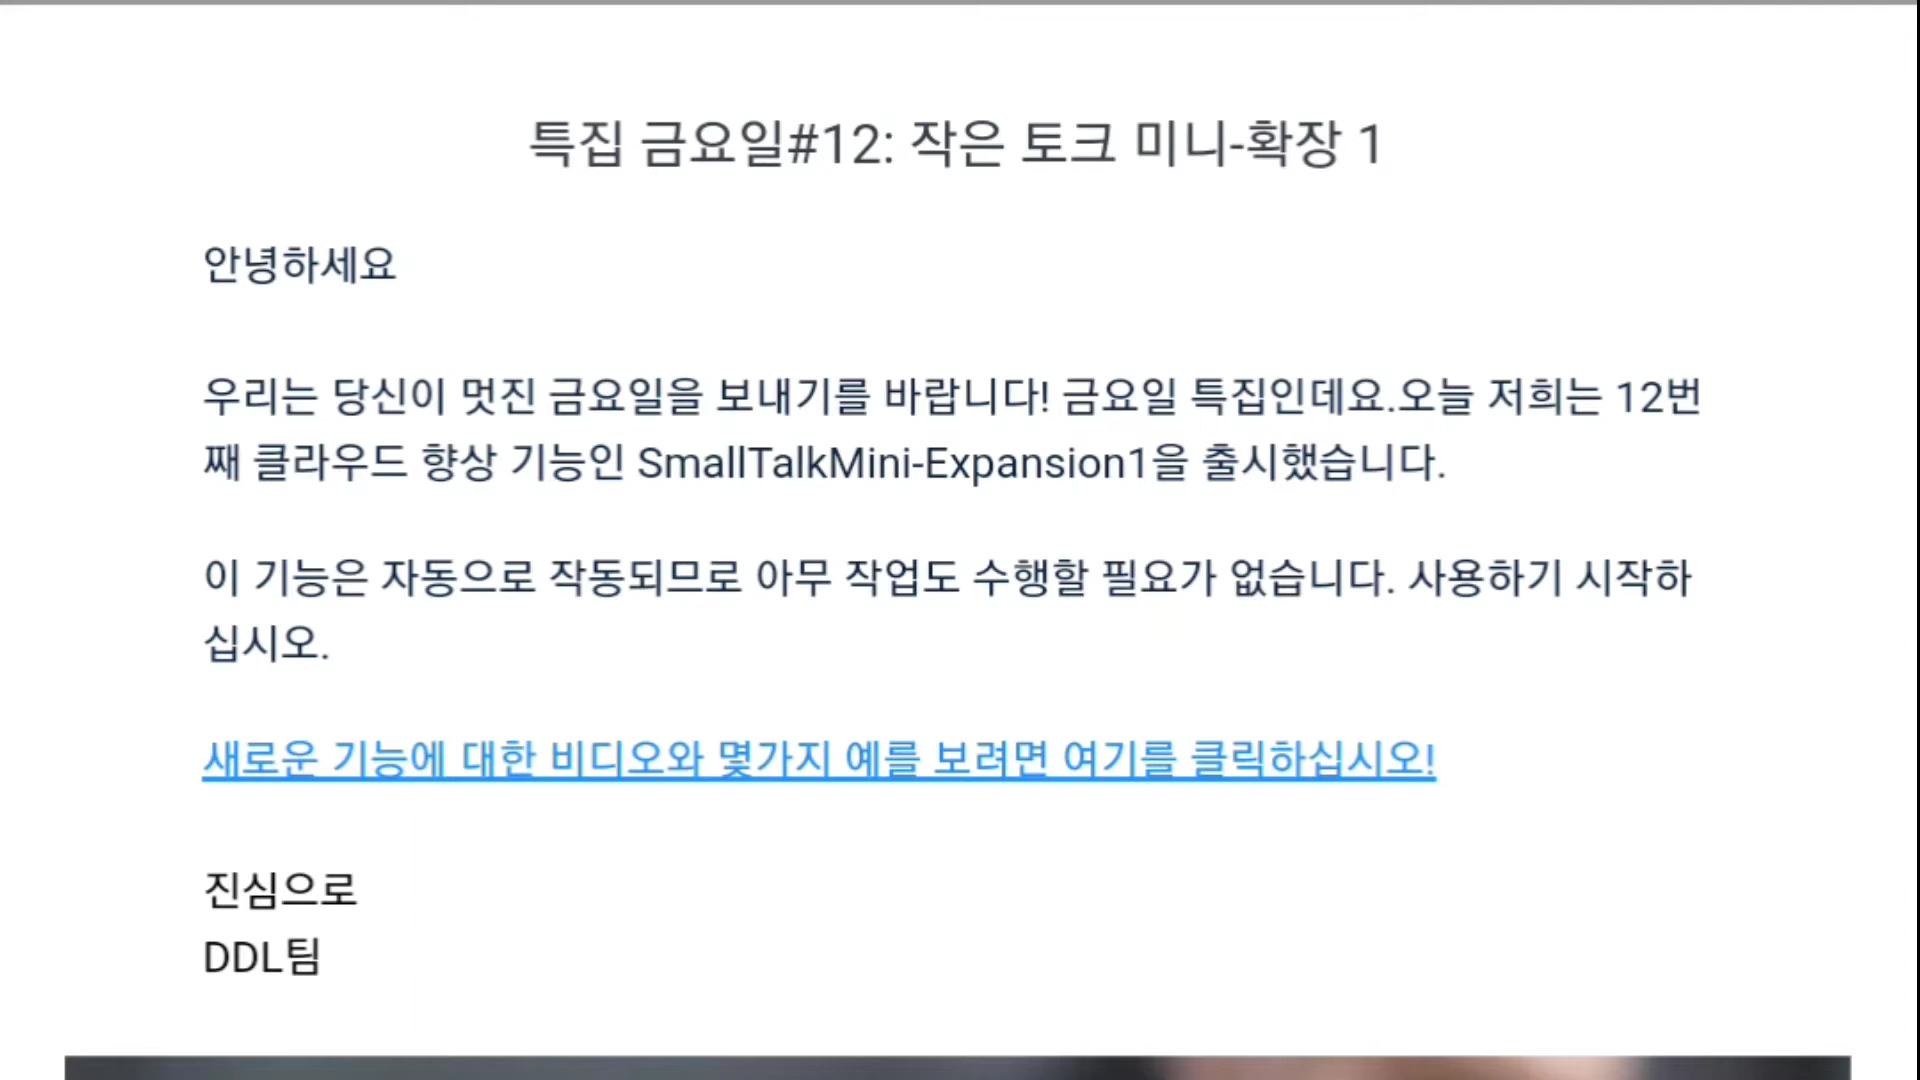 특집 금요일#12: 작은 토크 미니-확장 1
안녕하세요
우리는 당신이 멋진 금요일을 보내기를 바랍니다! 금요일 특집인데요.오늘 저희는 12번
째 클라우드 향상 기능인 SmallTalkMini-Expansion1을 출시했습니다.
이 기능은 자동으로 작동되므로 아무 작업도 수행할 필요가 없습니다. 사용하기 시작하
십시오.
새로운 기능에 대한 비디오와 몇가지 예를 보려면 여기를 클릭하십시오!
진심으로
DDL팀